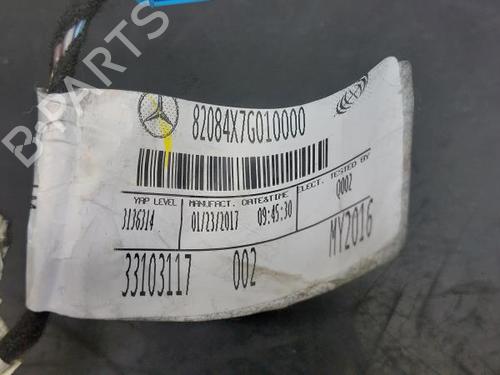 82084X7G010000
YAP LEVEL
3136314
MANUFACT. DATE&TIME
01/23/2017 09:45:30
ELECT. TESTED BY
Q002
33103117 002
MY2016
B-PARTS